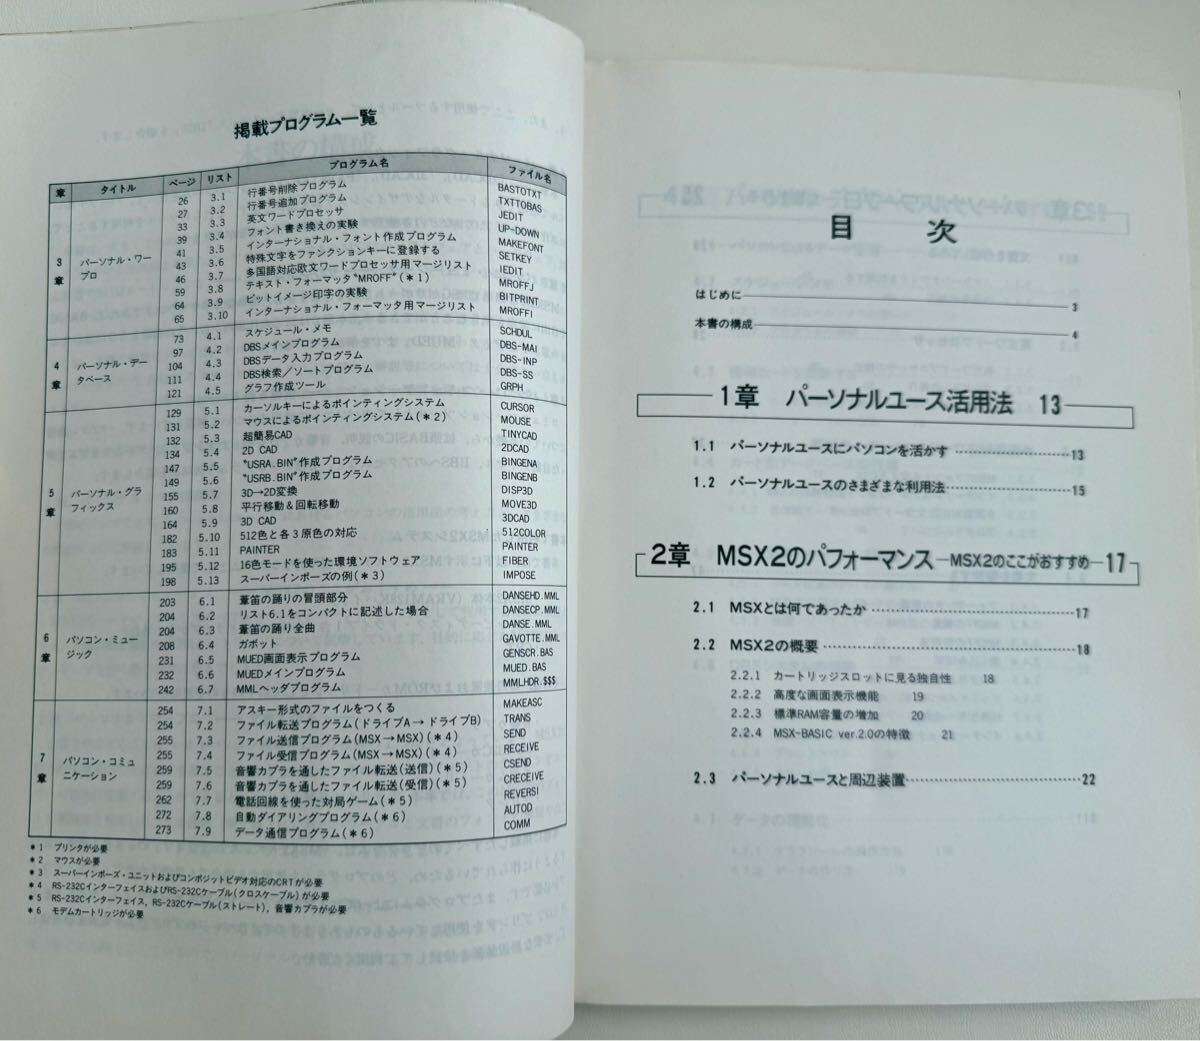 掲載プログラム一覧
章 タイトル ページ リスト プログラム名 ファイル名
3章 パーソナル・ワープロ
26 3.1 行番号削除プログラム BASTOTXT
27 3.2 行番号追加プログラム TXTTOBAS
33 3.3 英文ワードプロセッサ JEDIT
39 3.4 フォント書き換えの実験 UP-DOWN
41 3.5 インターナショナル・フォント作成プログラム MAKEFONT
43 3.6 特殊文字をファンクションキーに登録する SETKEY
46 3.7 多国語対応欧文ワードプロセッサ用マージリスト IEDIT
59 3.8 テキスト・フォーマッタ"MROFF"(*1) MROFFJ
64 3.9 ビットイメージ印字の実験 BITPRINT
65 3.10 インターナショナル・フォーマッタ用マージリスト MROFFI
4章 パーソナル・データベース
73 4.1 スケジュール・メモ SCHDUL
97 4.2 DBSメインプログラム DBS-MAI
104 4.3 DBSデータ入力プログラム DBS-INP
111 4.4 DBS検索/ソートプログラム DBS-SS
121 4.5 グラフ作成ツール GRPH
5章 パーソナル・グラフィックス
129 5.1 カーソルキーによるポインティングシステム CURSOR
131 5.2 マウスによるポインティングシステム(*2) MOUSE
132 5.3 超簡易CAD TINYCAD
134 5.4 2D CAD 2DCAD
147 5.5 "USRA.BIN"作成プログラム BINGENA
149 5.6 "USRB.BIN"作成プログラム BINGENB
155 5.7 3D→2D変換 DISP3D
160 5.8 平行移動&回転移動 MOVE3D
164 5.9 3D CAD 3DCAD
182 5.10 512色と各3原色の対応 512COLOR
183 5.11 PAINTER PAINTER
195 5.12 16色モードを使った環境ソフトウェア FIBER
198 5.13 スーパーインポーズの例(*3) IMPOSE
6章 パソコン・ミュージック
203 6.1 葦笛の踊りの冒頭部分 DANSEHD.MML
204 6.2 リスト6.1をコンパクトに記述した場合 DANSECP.MML
204 6.3 葦笛の踊り全曲 DANSE.MML
208 6.4 ガボット GAVOTTE.MML
231 6.5 MUED画面表示プログラム GENSCR.BAS
232 6.6 MUEDメインプログラム MUED.BAS
242 6.7 MMLヘッダプログラム MMLHDR.$$$
7章 パソコン・コミュニケーション
254 7.1 アスキー形式のファイルをつくる MAKEASC
254 7.2 ファイル転送プログラム(ドライブA→ドライブB) TRANS
255 7.3 ファイル送信プログラム(MSX→MSX)(*4) SEND
255 7.4 ファイル受信プログラム(MSX→MSX)(*4) RECEIVE
259 7.5 音響カプラを通したファイル転送(送信)(*5) CSEND
259 7.6 音響カプラを通したファイル転送(受信)(*5) CRECEIVE
262 7.7 電話回線を使った対局ゲーム(*5) REVERSI
272 7.8 自動ダイアリングプログラム(*6) AUTOD
273 7.9 データ通信プログラム(*6) COMM
*1 プリンタが必要
*2 マウスが必要
*3 スーパーインポーズ・ユニットおよびコンポジットビデオ対応のCRTが必要
*4 RS-232CインターフェイスおよびRS-232Cケーブル(クロスケーブル)が必要
*5 RS-232Cインターフェイス,RS-232Cケーブル(ストレート),音響カプラが必要
*6 モデムカートリッジが必要
目 次
はじめに 3
本書の構成 4
1章 パーソナルユース活用法 13
1.1 パーソナルユースにパソコンを活かす 13
1.2 パーソナルユースのさまざまな利用法 15
2章 MSX2のパフォーマンス—MSX2のここがおすすめ—17
2.1 MSXとは何であったか 17
2.2 MSX2の概要 18
2.2.1 カートリッジスロットに見る独自性 18
2.2.2 高度な画面表示機能 19
2.2.3 標準RAM容量の増加 20
2.2.4 MSX-BASIC ver.2.0の特徴 21
2.3 パーソナルユースと周辺装置 22